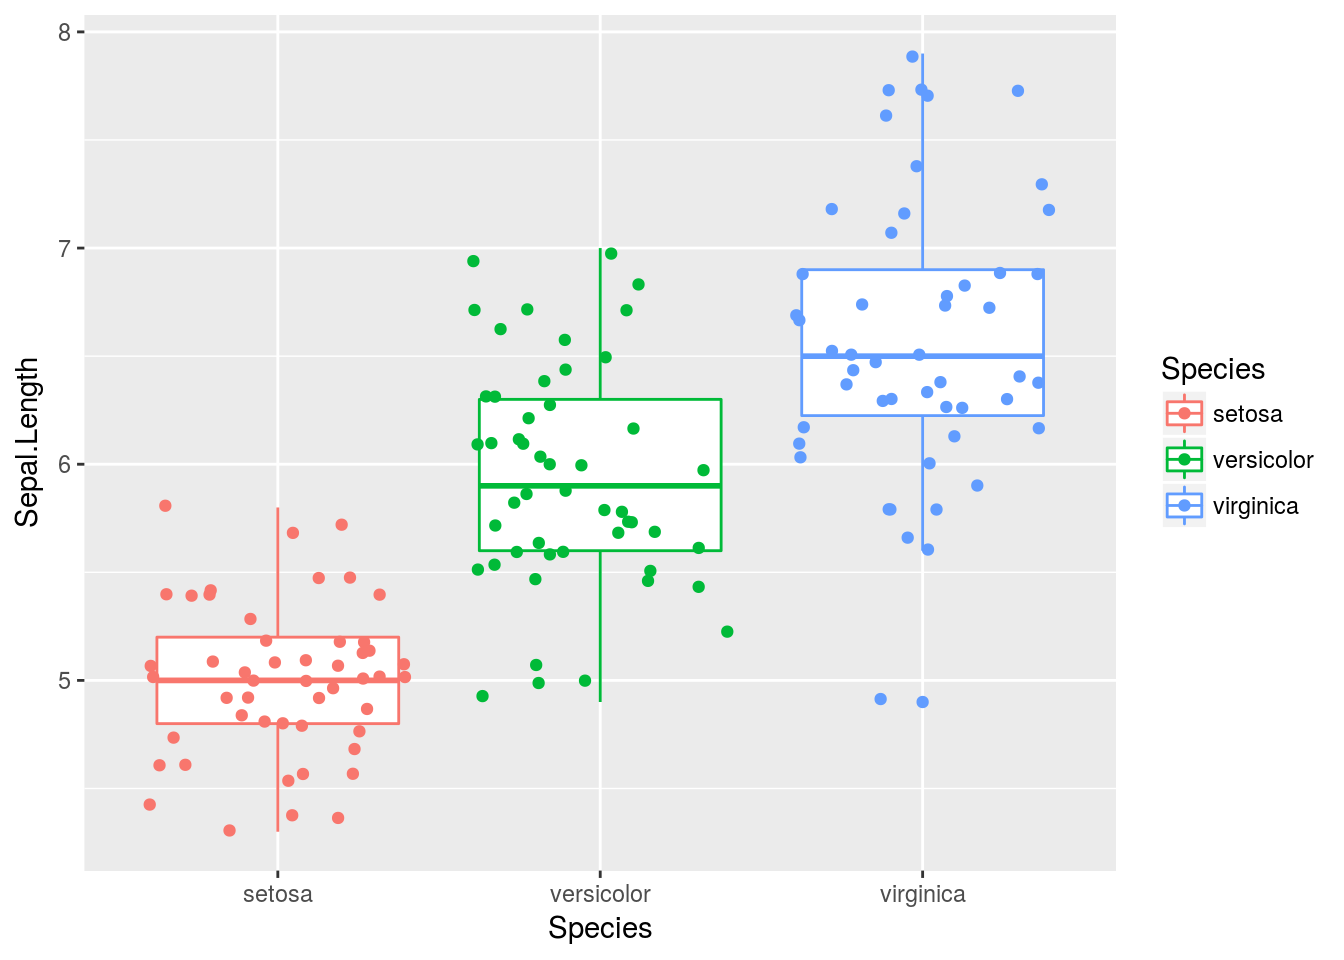 8
7
6
5
Sepal.Length
setosa
versicolor
virginica
Species
Species
setosa
versicolor
virginica